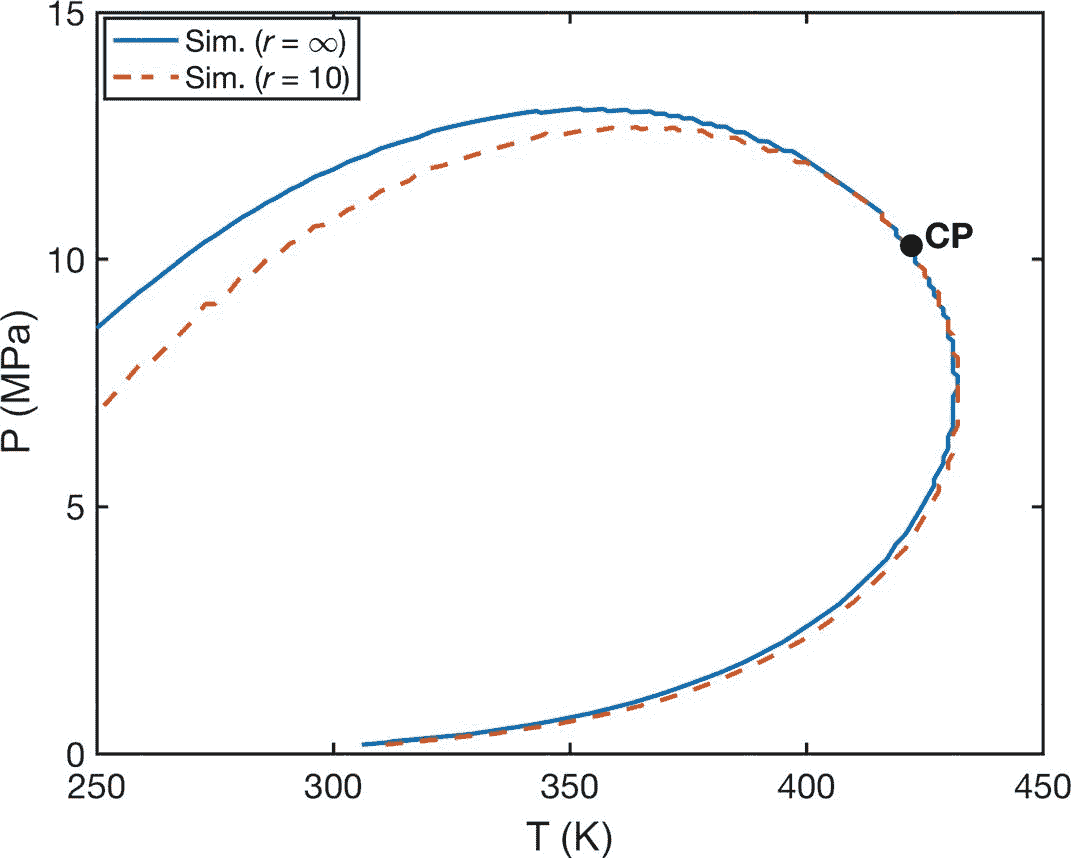 15
Sim. (r = ∞)
Sim. (r = 10)
CP
10
P (MPa)
5
0
250 300 350 400 450
T (K)